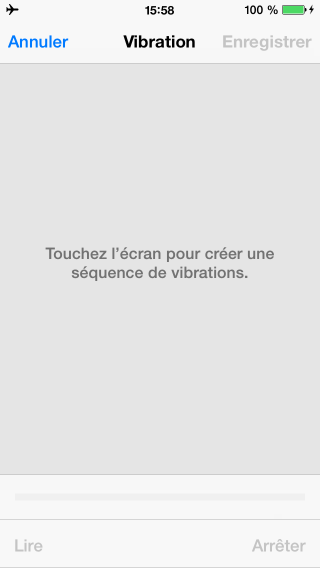 15:58 100 %
Annuler Vibration Enregistrer
Touchez l’écran pour créer une
séquence de vibrations.
Lire Arrêter